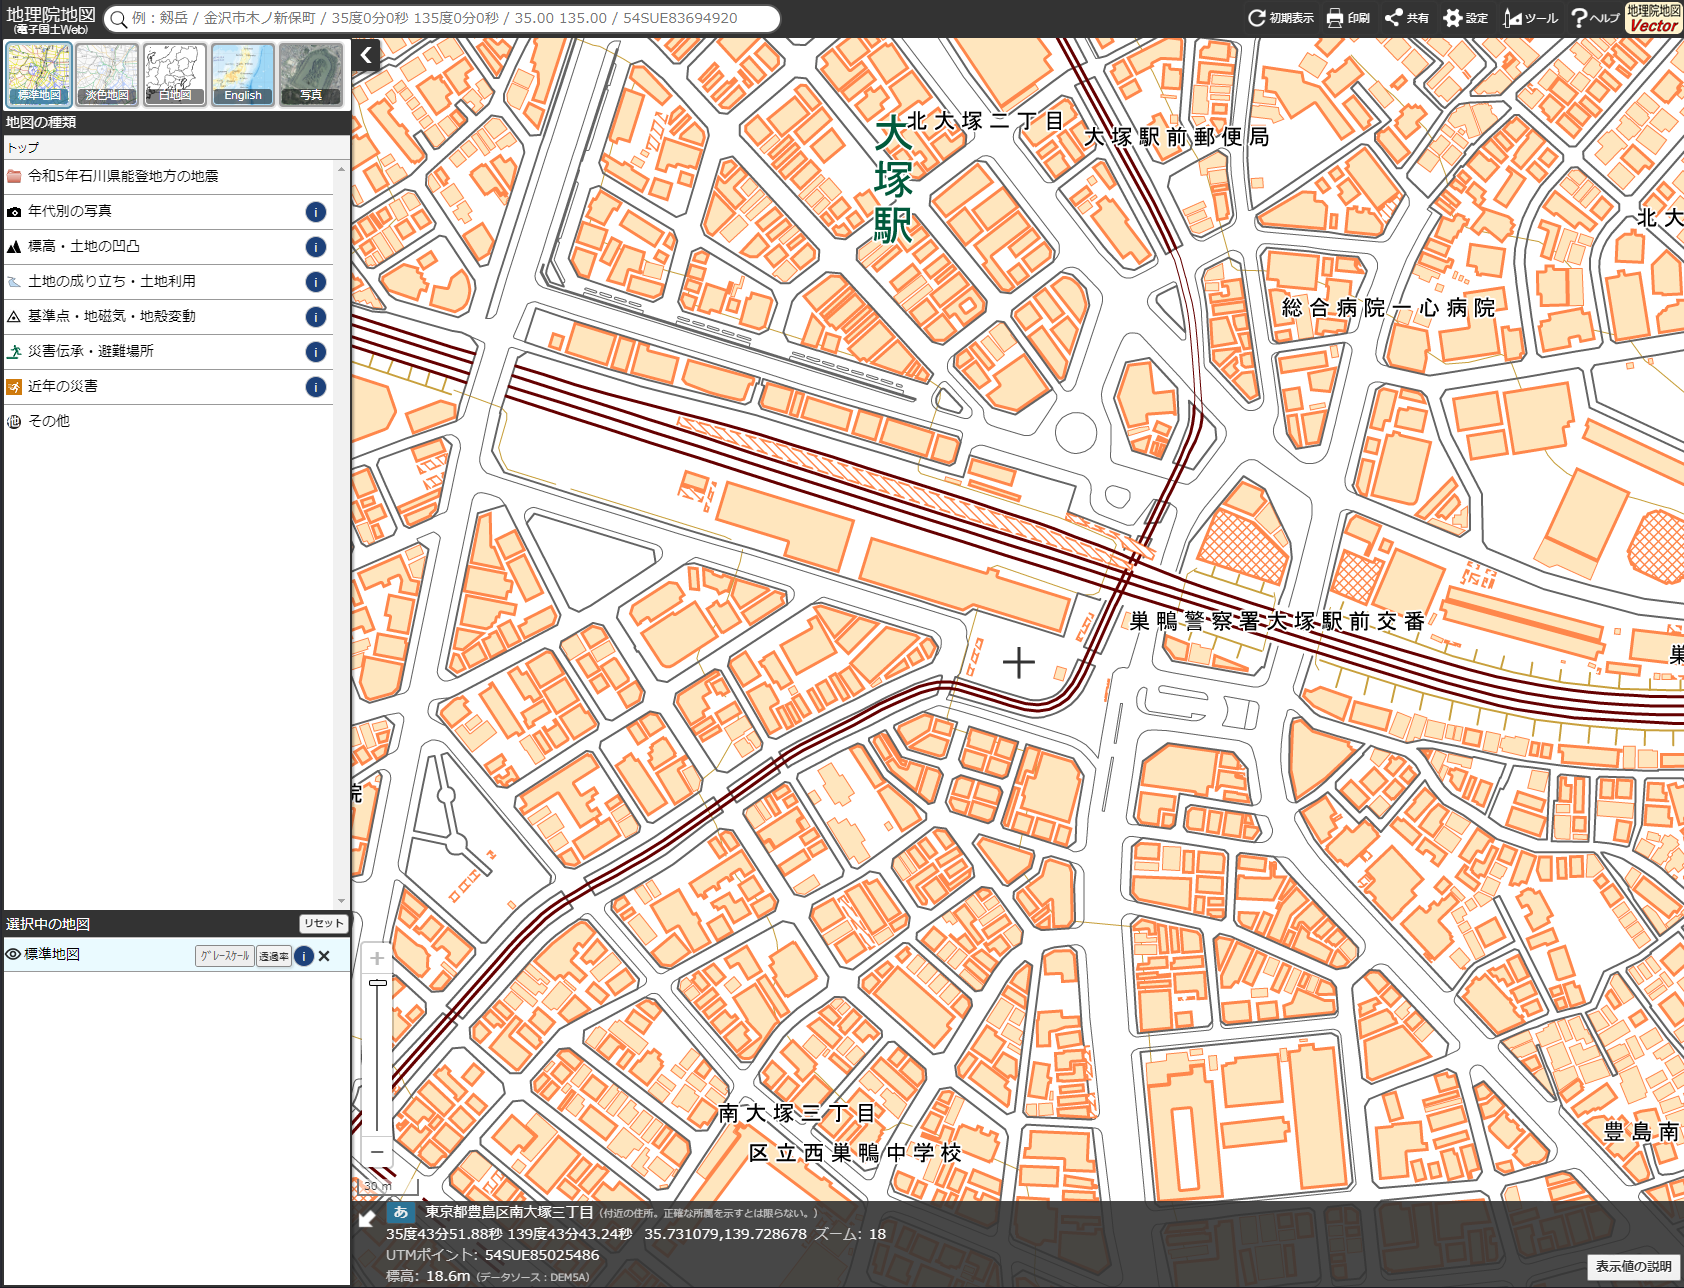 地理院地図
(電子国土Web)
例：剱岳 / 金沢市木ノ新保町 / 35度0分0秒 135度0分0秒 / 35.00 135.00 / 54SUE83694920
初期表示
印刷
共有
設定
ツール
ヘルプ
地理院地図
Vector
標準地図
淡色地図
白地図
English
写真
地図の種類
トップ
令和5年石川県能登地方の地震
年代別の写真
標高・土地の凹凸
土地の成り立ち・土地利用
基準点・地磁気・地殻変動
災害伝承・避難場所
近年の災害
その他
選択中の地図
リセット
標準地図
グレースケール
透過率
大塚駅
北大塚二丁目
大塚駅前郵便局
北大
総合病院一心病院
巣鴨警察署大塚駅前交番
巣
院
南大塚三丁目
区立西巣鴨中学校
豊島南
30 m
あ
東京都豊島区南大塚三丁目 (付近の住所。正確な所属を示すとは限らない。)
35度43分51.88秒 139度43分43.24秒 35.731079,139.728678 ズーム: 18
UTMポイント: 54SUE85025486
標高: 18.6m (データソース：DEM5A)
表示値の説明